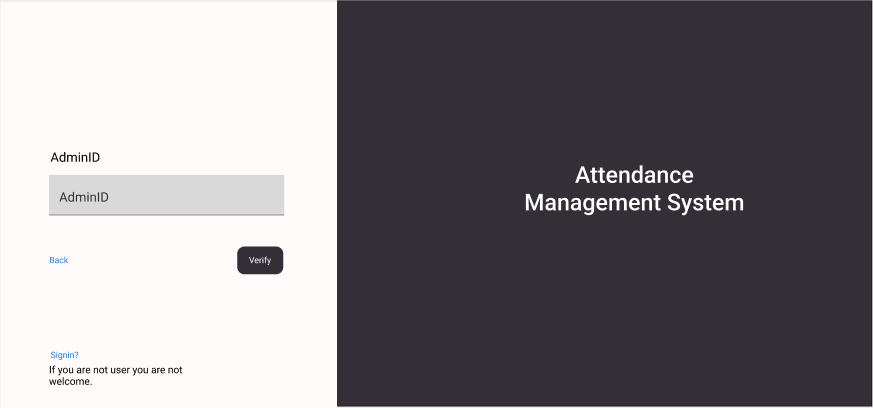 AdminID
AdminID
Back
Verify
Signin?
If you are not user you are not
welcome.
Attendance
Management System